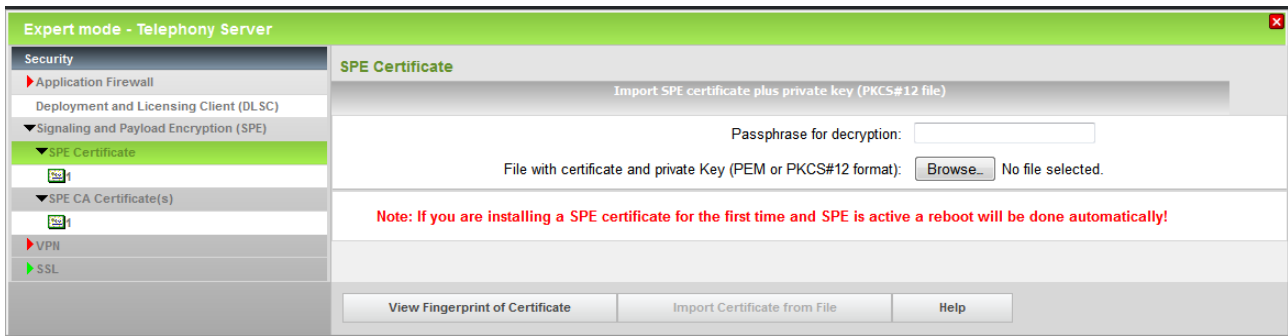 Expert mode - Telephony Server
Security
Application Firewall
Deployment and Licensing Client (DLSC)
Signaling and Payload Encryption (SPE)
SPE Certificate
1
SPE CA Certificate(s)
1
VPN
SSL
SPE Certificate
Import SPE certificate plus private key (PKCS#12 file)
Passphrase for decryption:
File with certificate and private Key (PEM or PKCS#12 format): Browse... No file selected.
Note: If you are installing a SPE certificate for the first time and SPE is active a reboot will be done automatically!
View Fingerprint of Certificate Import Certificate from File Help